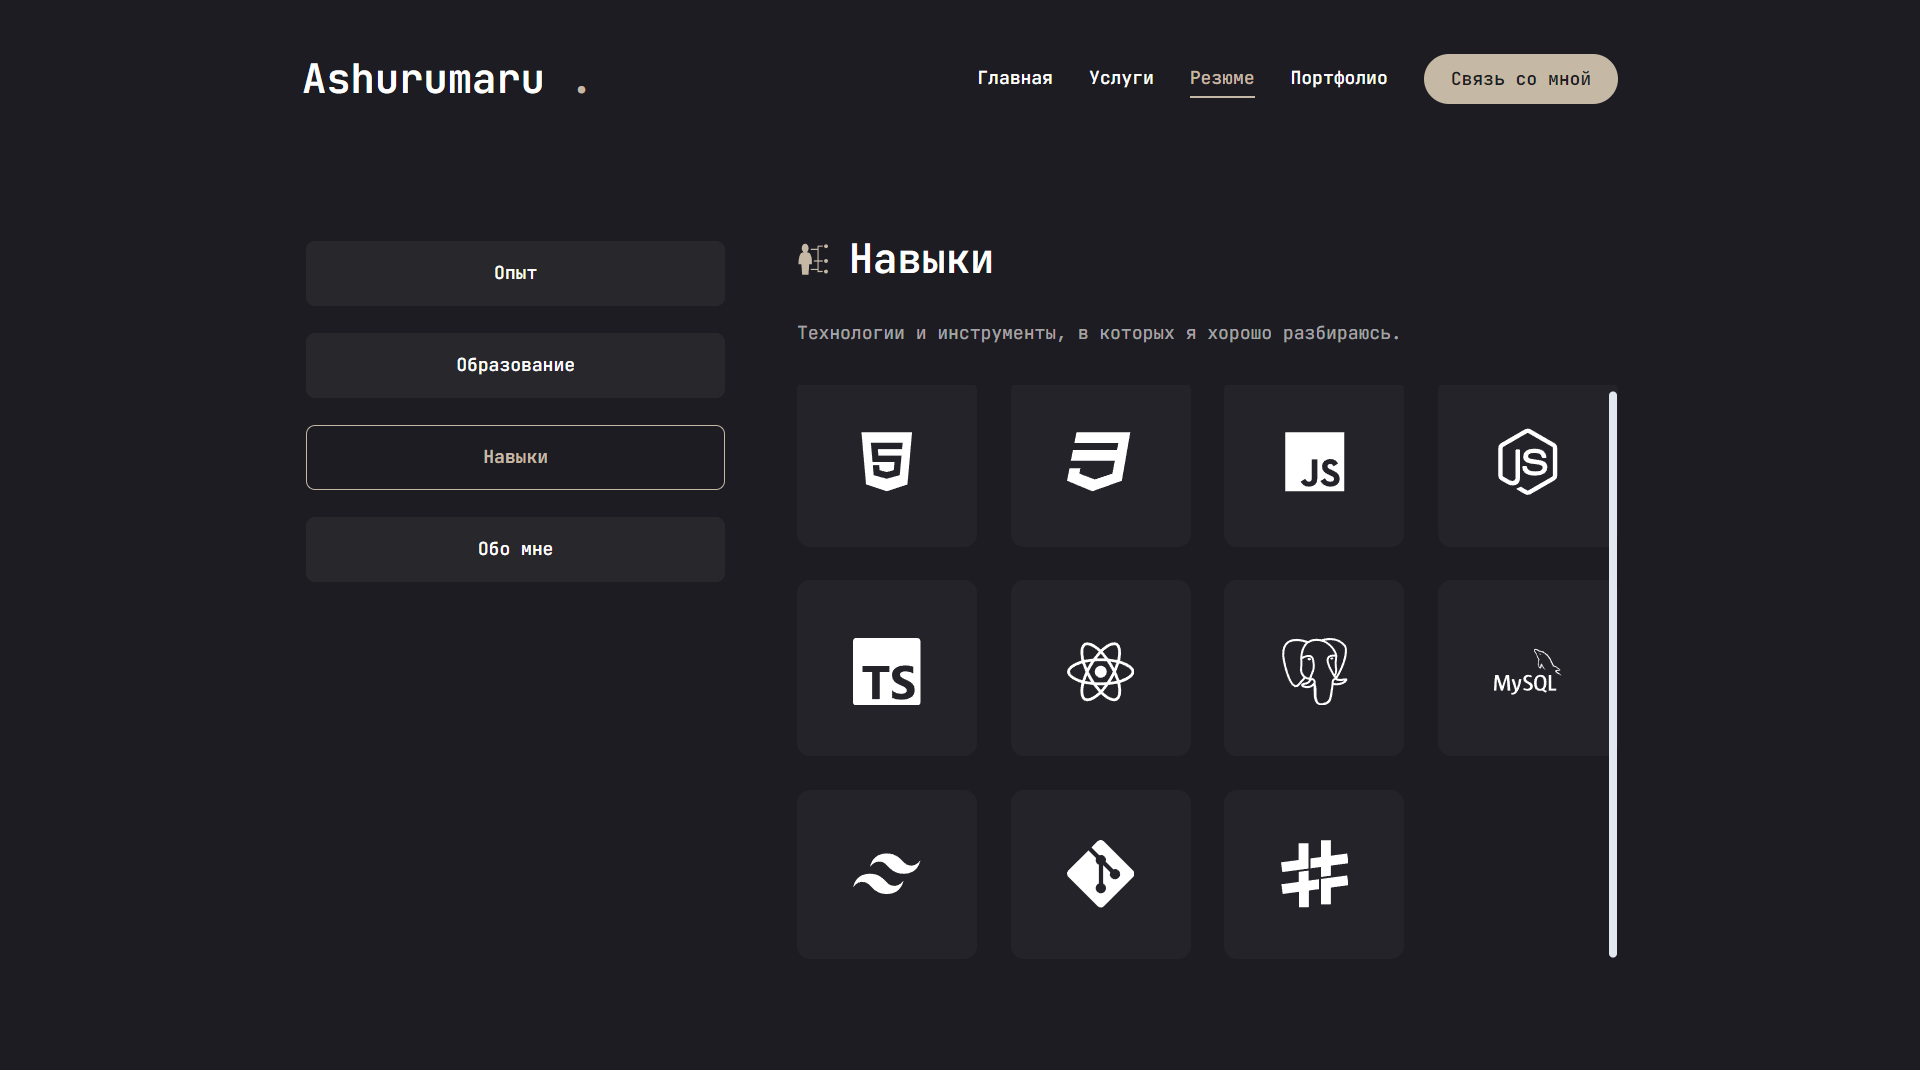 Ashurumaru .
Главная Услуги Резюме Портфолио Связь со мной
Опыт
Образование
Навыки
Обо мне
Навыки
Технологии и инструменты, в которых я хорошо разбираюсь.
5
JS
JS
TS
MySQL